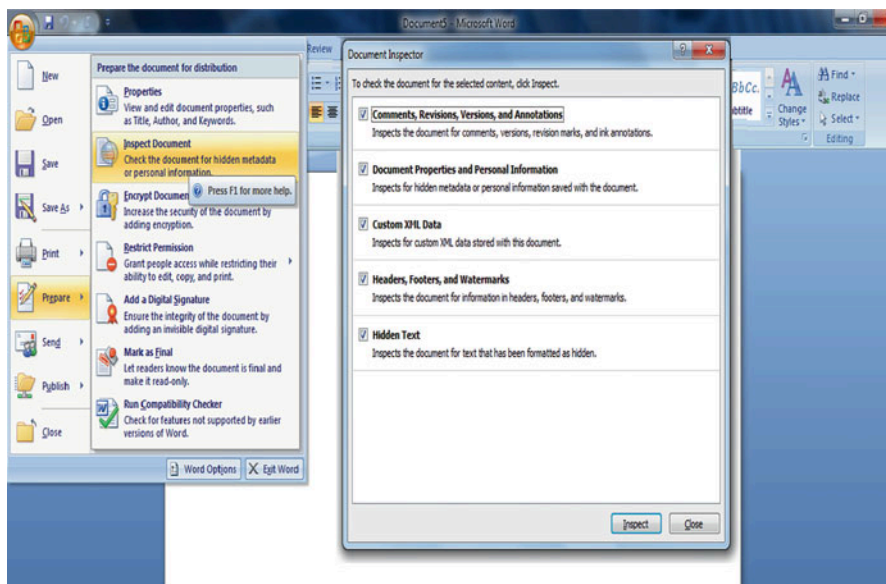 Document5 - Microsoft Word
Review
New
Open
Save
Save As
Print
Prepare
Send
Publish
Close
Prepare the document for distribution
Properties
View and edit document properties, such
as Title, Author, and Keywords.
Inspect Document
Check the document for hidden metadata
or personal information.
Press F1 for more help.
Encrypt Documen
Increase the security of the document by
adding encryption.
Restrict Permission
Grant people access while restricting their
ability to edit, copy, and print.
Add a Digital Signature
Ensure the integrity of the document by
adding an invisible digital signature.
Mark as Final
Let readers know the document is final and
make it read-only.
Run Compatibility Checker
Check for features not supported by earlier
versions of Word.
Word Options
Exit Word
Document Inspector
To check the document for the selected content, click Inspect.
Comments, Revisions, Versions, and Annotations
Inspects the document for comments, versions, revision marks, and ink annotations.
Document Properties and Personal Information
Inspects for hidden metadata or personal information saved with the document.
Custom XML Data
Inspects for custom XML data stored with this document.
Headers, Footers, and Watermarks
Inspects the document for information in headers, footers, and watermarks.
Hidden Text
Inspects the document for text that has been formatted as hidden.
Inspect
Close
BbCc.
btitle
Change
Styles
Find
Replace
Select
Editing